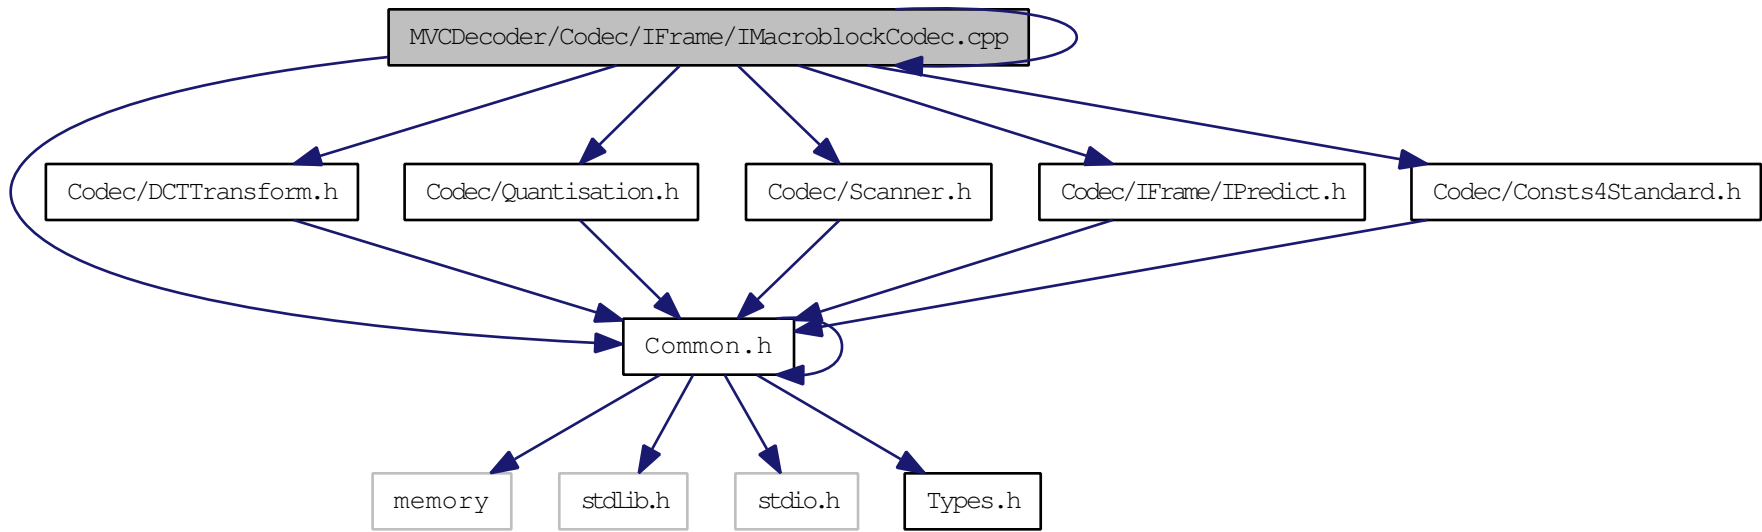 MVCDecoder/Codec/IFrame/IMacroblockCodec.cpp
Codec/DCTTransform.h
Codec/Quantisation.h
Codec/Scanner.h
Codec/IFrame/IPredict.h
Codec/Consts4Standard.h
Common.h
memory
stdlib.h
stdio.h
Types.h